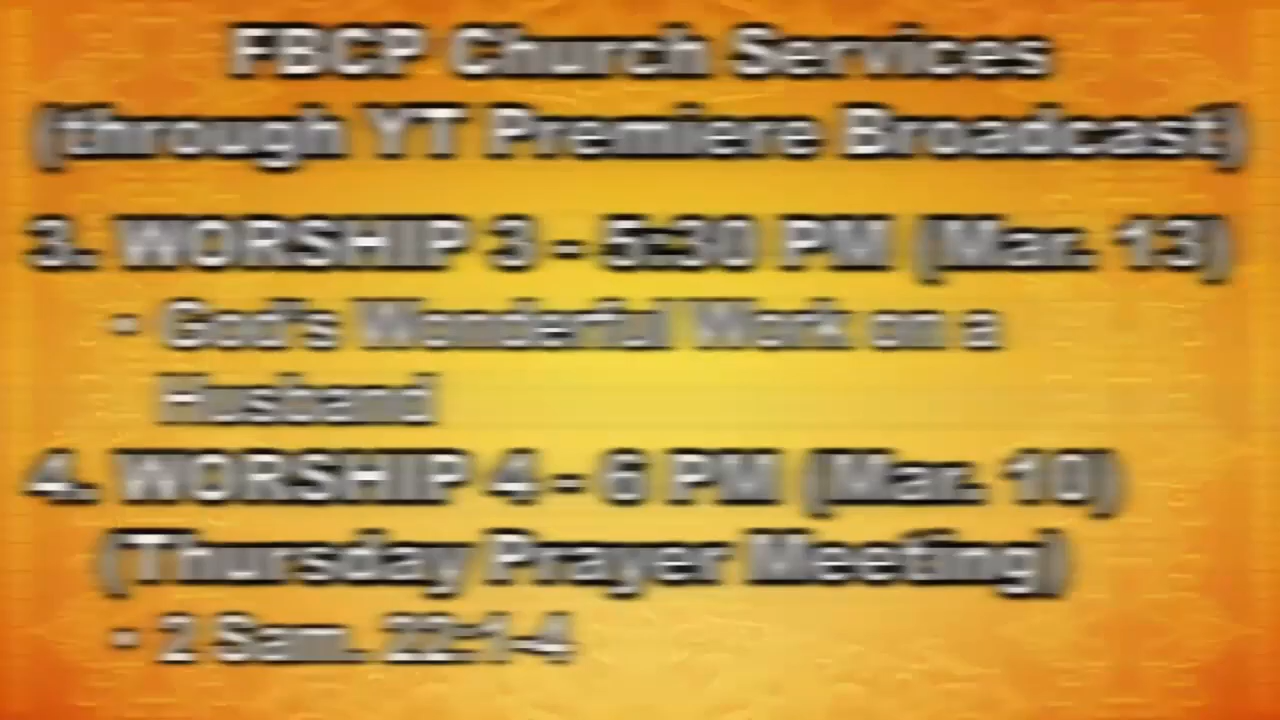 FBCP Church Services
(through YT Premiere Broadcast)
3. WORSHIP 3 - 5:30 PM (Mar. 13)
- God's Wonderful Work on a
Husband
4. WORSHIP 4 - 6 PM (Mar. 10)
(Thursday Prayer Meeting)
- 2 Sam. 22:1-4